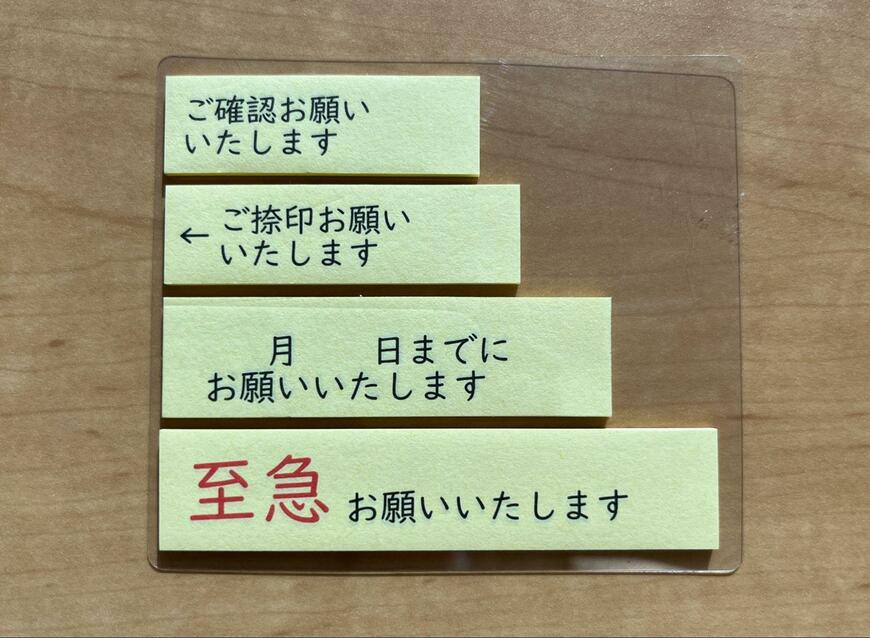 ご確認お願い
いたします
← ご捺印お願い
いたします
月 日までに
お願いいたします
至急 お願いいたします